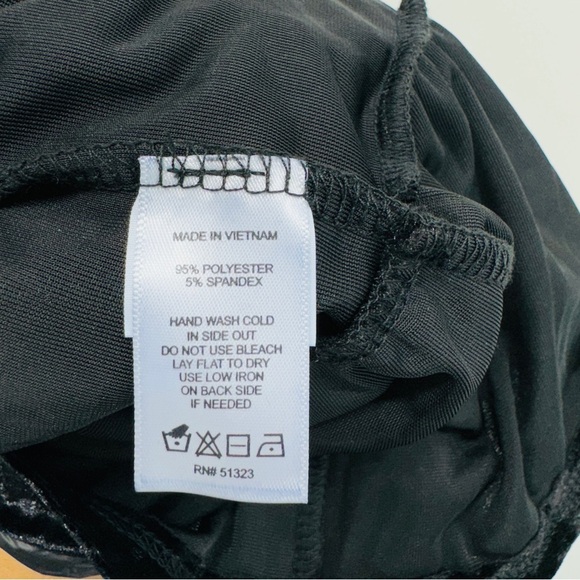 MADE IN VIETNAM
95% POLYESTER
5% SPANDEX
HAND WASH COLD
IN SIDE OUT
DO NOT USE BLEACH
LAY FLAT TO DRY
USE LOW IRON
ON BACK SIDE
IF NEEDED
RN# 51323